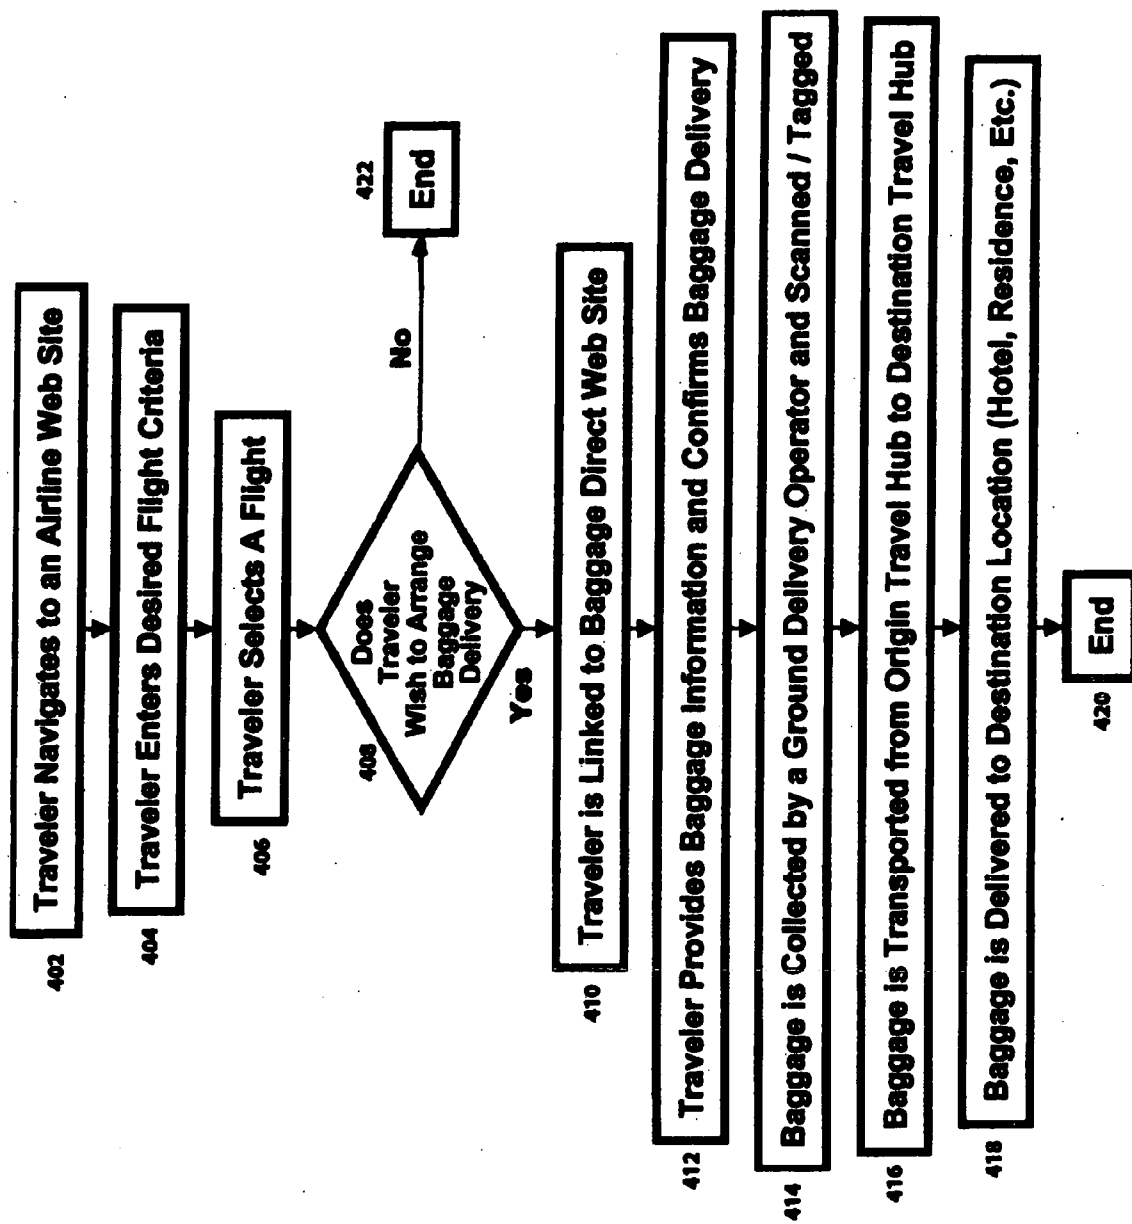 Traveler Navigates to an Airline Web Site
402
Traveler Enters Desired Flight Criteria
404
Traveler Selects A Flight
406
Does
Traveler
Wish to Arrange
Baggage
Delivery
408
No
422
End
Yes
Traveler is Linked to Baggage Direct Web Site
410
Traveler Provides Baggage Information and Confirms Baggage Delivery
412
Baggage is Collected by a Ground Delivery Operator and Scanned / Tagged
414
Baggage is Transported from Origin Travel Hub to Destination Travel Hub
416
Baggage is Delivered to Destination Location (Hotel, Residence, Etc.)
418
End
420